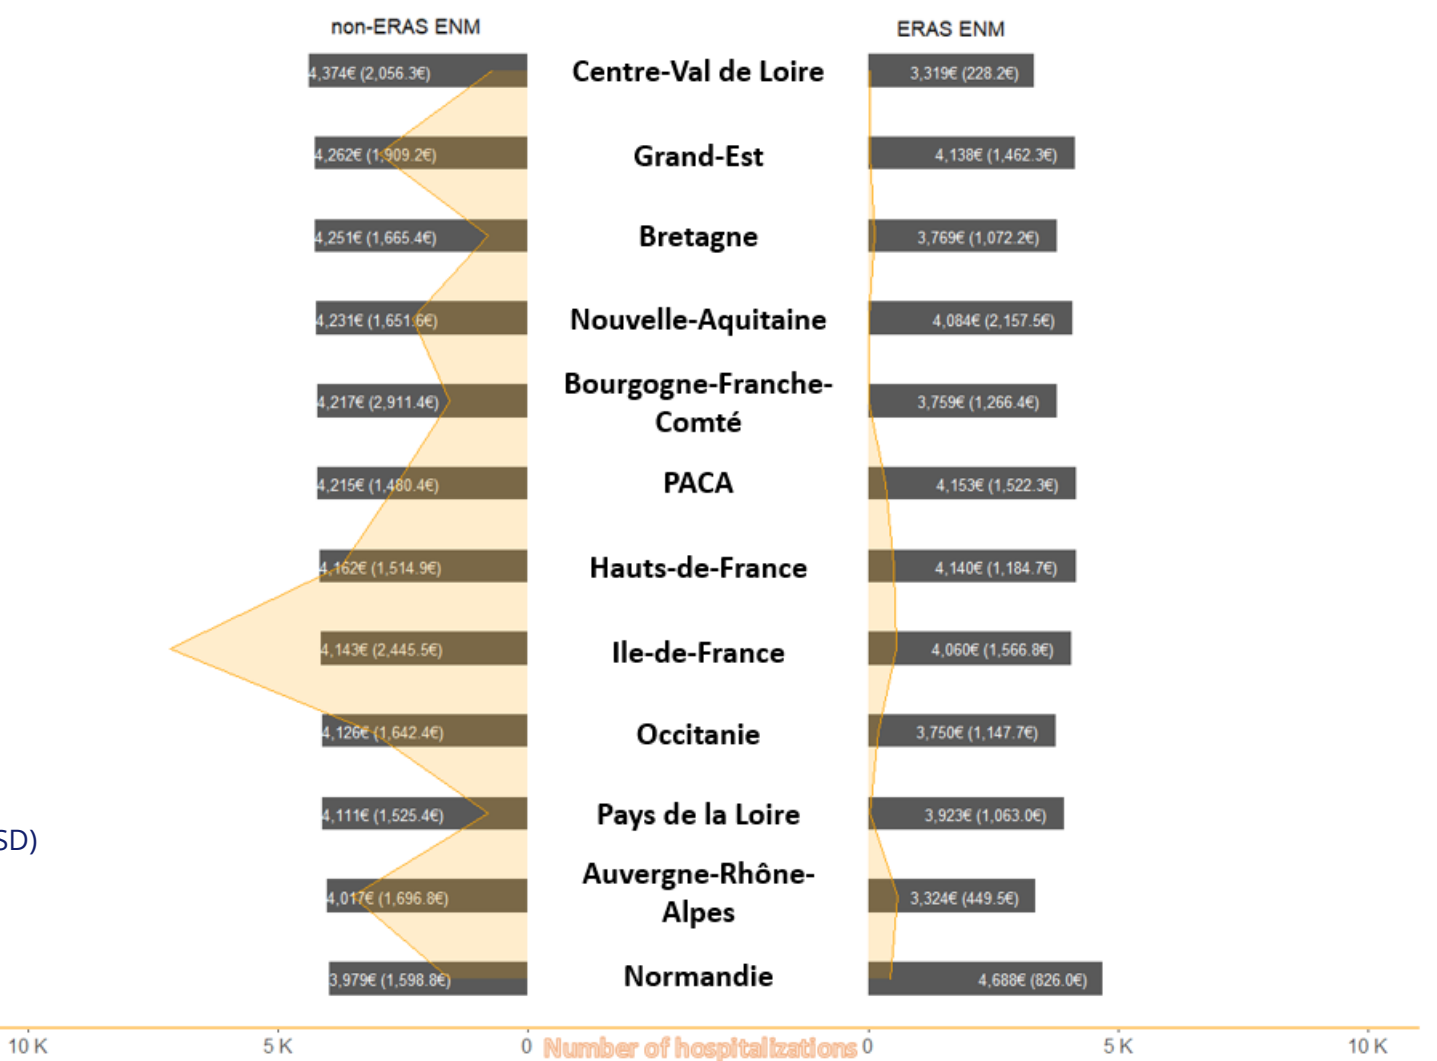 non-ERAS ENM ERAS ENM
4,374€ (2,056.3€) Centre-Val de Loire 3,319€ (228.2€)
4,262€ (1,909.2€) Grand-Est 4,138€ (1,462.3€)
4,251€ (1,665.4€) Bretagne 3,769€ (1,072.2€)
4,231€ (1,651.6€) Nouvelle-Aquitaine 4,084€ (2,157.5€)
Bourgogne-Franche-
4,217€ (2,911.4€) 3,759€ (1,266.4€)
Comté
4,215€ (1,480.4€) PACA 4,153€ (1,522.3€)
4,162€ (1,514.9€) Hauts-de-France 4,140€ (1,184.7€)
4,143€ (2,445.5€) Ile-de-France 4,060€ (1,566.8€)
4,126€ (1,642.4€) Occitanie 3,750€ (1,147.7€)
4,111€ (1,525.4€) Pays de la Loire 3,923€ (1,063.0€)
SD)
Auvergne-Rhône-
4,017€ (1,696.8€) 3,324€ (449.5€)
Alpes
3,979€ (1,598.8€) Normandie 4,688€ (826.0€)
10 K 5 K 0 Number of hospitalizations 0 5 K 10 K